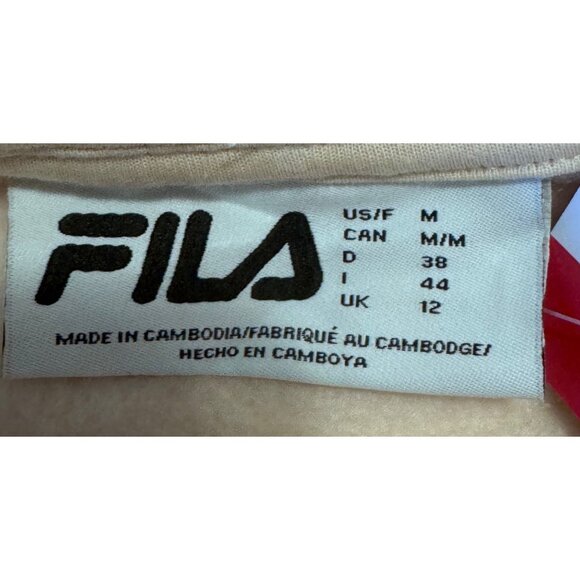 FILA
US/F M
CAN M/M
D 38
I 44
UK 12
MADE IN CAMBODIA/FABRIQUÉ AU CAMBODGE/
HECHO EN CAMBOYA